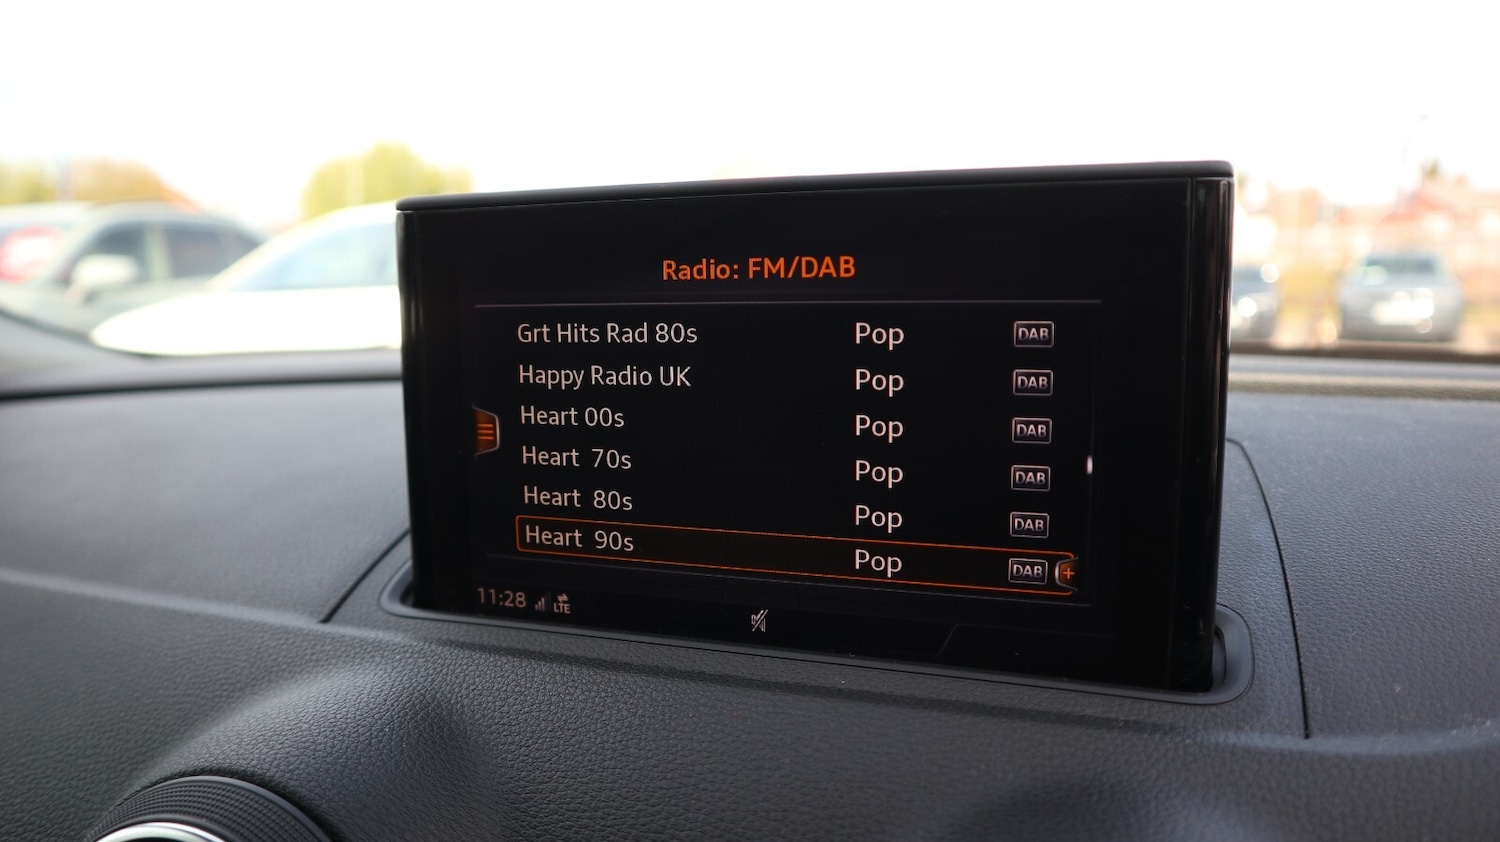 Radio: FM/DAB
Grt Hits Rad 80s Pop DAB
Happy Radio UK Pop DAB
Heart 00s Pop DAB
Heart 70s Pop DAB
Heart 80s Pop DAB
Heart 90s Pop DAB +
11:28 LTE